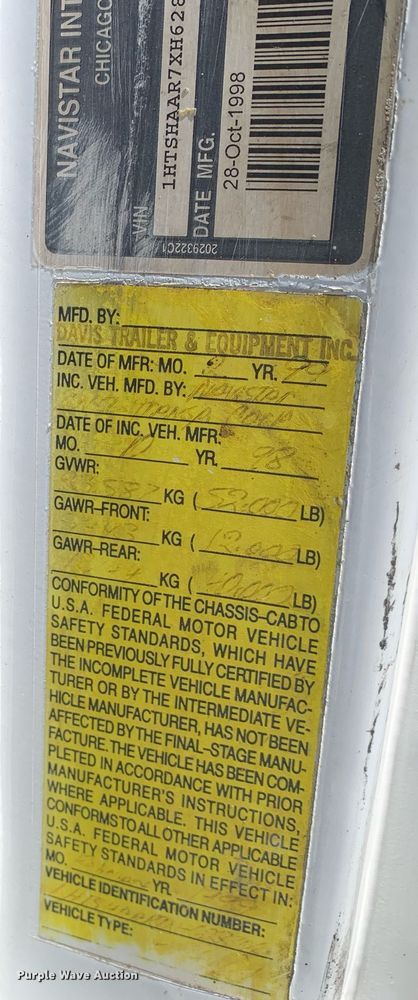 NAVISTAR INT
CHICAGO
VIN
1HTSHAAR7XH628
DATE MFG.
28-Oct-1998
2029322C1
MFD. BY:
DAVIS TRAILER & EQUIPMENT INC.
DATE OF MFR: MO. YR.
INC. VEH. MFD. BY: Navistar
DATE OF INC. VEH. MFR:
MO. YR. 98
GVWR:
KG ( 52,000 LB)
GAWR-FRONT:
KG ( 12,000 LB)
GAWR-REAR:
KG ( LB)
CONFORMITY OF THE CHASSIS-CAB TO
U.S.A. FEDERAL MOTOR VEHICLE
SAFETY STANDARDS, WHICH HAVE
BEEN PREVIOUSLY FULLY CERTIFIED BY
THE INCOMPLETE VEHICLE MANUFAC-
TURER OR BY THE INTERMEDIATE VE-
HICLE MANUFACTURER, HAS NOT BEEN
AFFECTED BY THE FINAL-STAGE MANU-
FACTURE. THE VEHICLE HAS BEEN COM-
PLETED IN ACCORDANCE WITH PRIOR
MANUFACTURER'S INSTRUCTIONS,
WHERE APPLICABLE. THIS VEHICLE
CONFORMS TO ALL OTHER APPLICABLE
U.S.A. FEDERAL MOTOR VEHICLE
SAFETY STANDARDS IN EFFECT IN:
MO. YR.
VEHICLE IDENTIFICATION NUMBER:
VEHICLE TYPE:
Purple Wave Auction